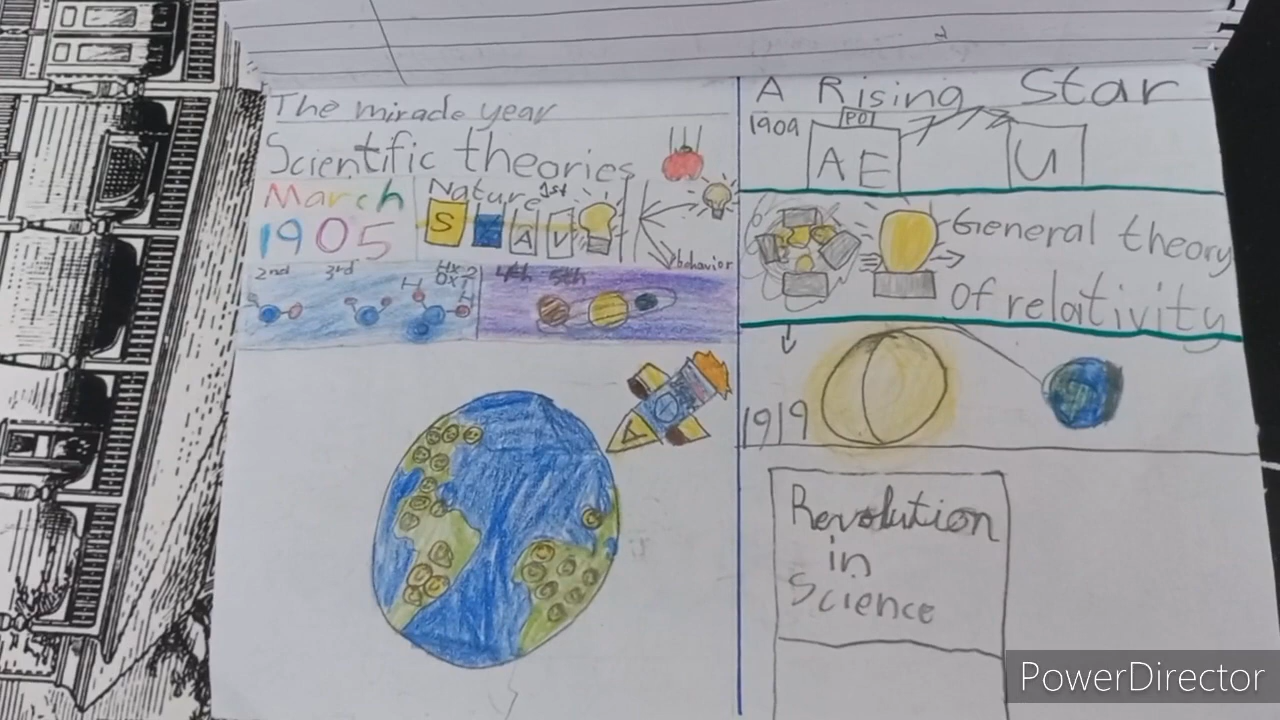 The miracle year
Scientific theories
March
1905
Nature 1st
S
A V
behavior
2nd 3rd
H
H
4th 5th
A
A Rising Star
1909
AE
U
General theory
of relativity
1919
Revolution
in
Science
PowerDirector